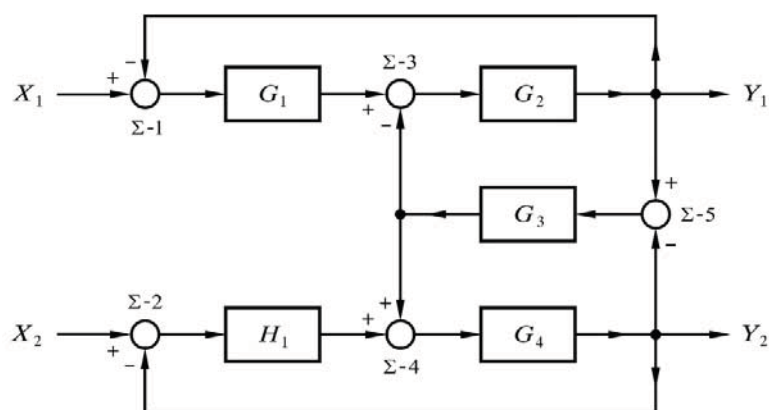 −
Σ-3
X₁ + G₁ G₂ Y₁
Σ-1 + −
+
G₃ Σ-5
−
Σ-2 +
X₂ H₁ + G₄ Y₂
+ − Σ-4